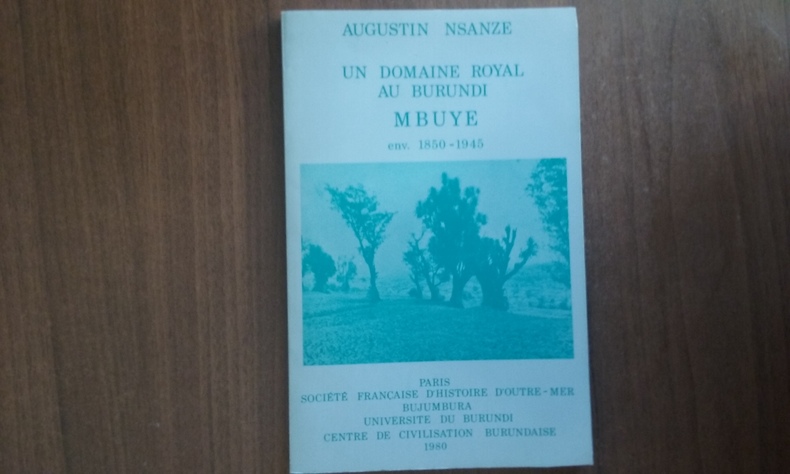 AUGUSTIN NSANZE
UN DOMAINE ROYAL
AU BURUNDI
MBUYE
env. 1850-1945
PARIS
SOCIÉTÉ FRANÇAISE D'HISTOIRE D'OUTRE-MER
BUJUMBURA
UNIVERSITE DU BURUNDI
CENTRE DE CIVILISATION BURUNDAISE
1980